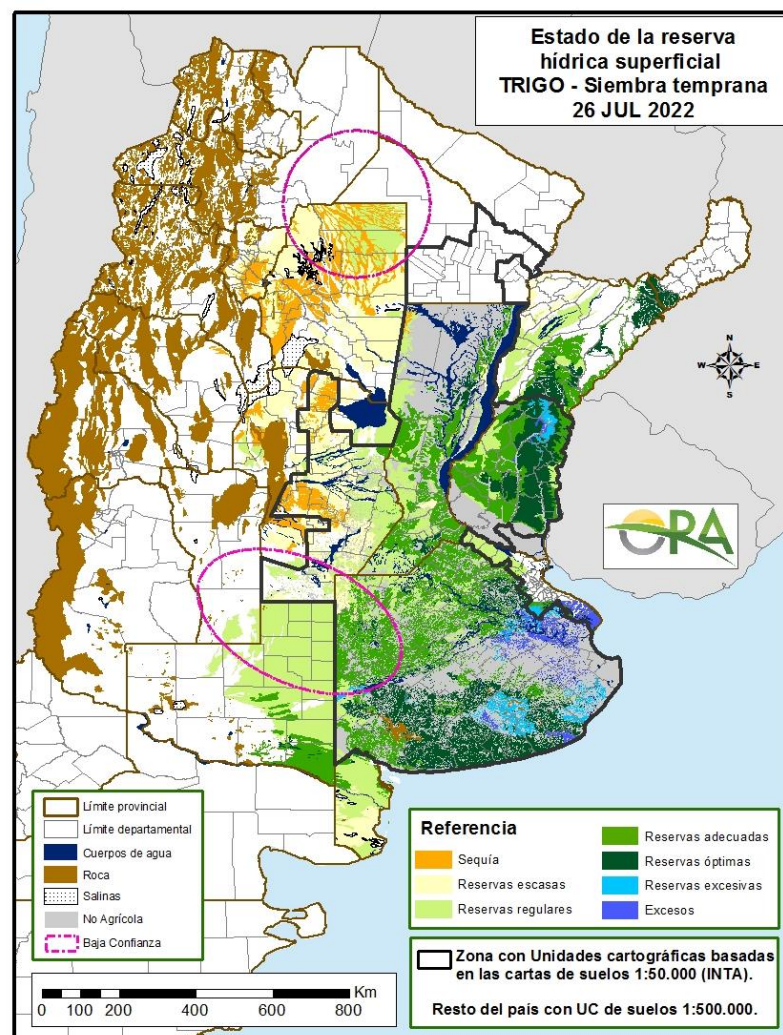 Estado de la reserva
hídrica superficial
TRIGO - Siembra temprana
26 JUL 2022
N
W
E
S
ORA
Límite provincial
Límite departamental
Cuerpos de agua
Roca
Salinas
No Agrícola
Baja Confianza
Referencia
Sequía
Reservas escasas
Reservas regulares
Reservas adecuadas
Reservas óptimas
Reservas excesivas
Excesos
Zona con Unidades cartográficas basadas
en las cartas de suelos 1:50.000 (INTA).
Resto del país con UC de suelos 1:500.000.
Km
0 100 200 400 600 800